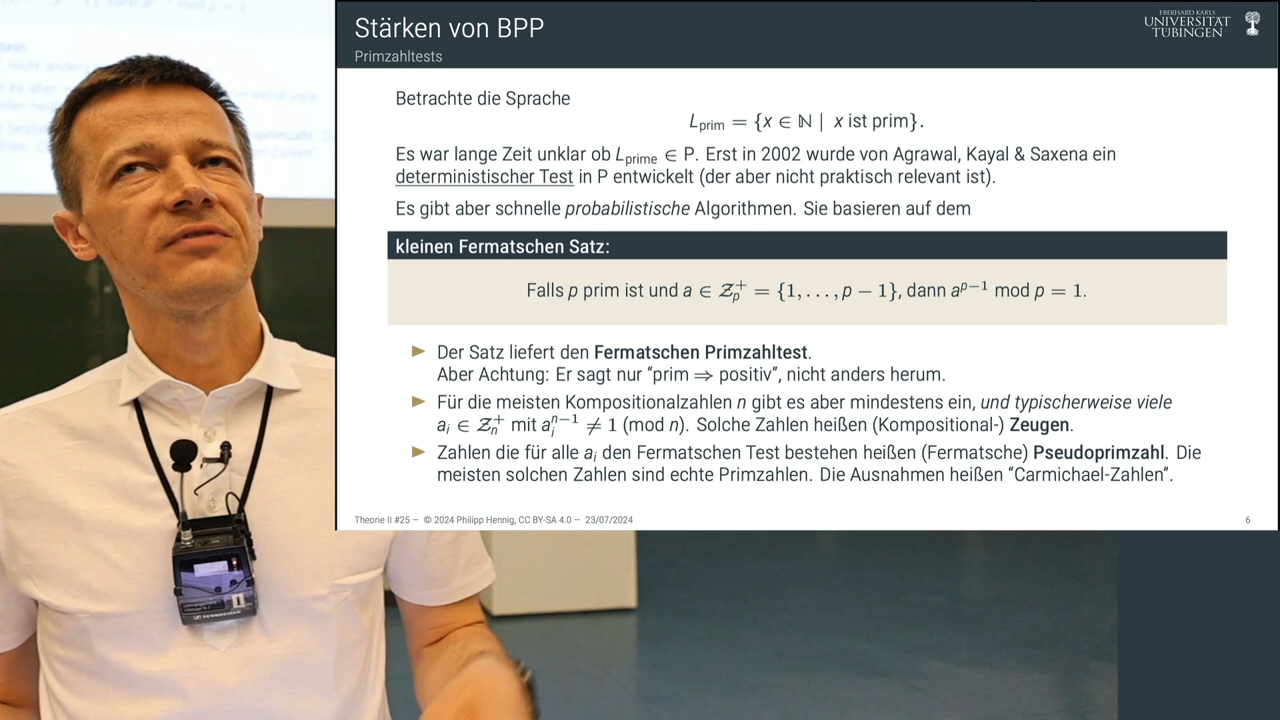 Stärken von BPP
Primzahltests
EBERHARD KARLS
UNIVERSITÄT
TÜBINGEN
Betrachte die Sprache
L_prim = {x ∈ ℕ | x ist prim}.
Es war lange Zeit unklar ob L_prime ∈ P. Erst in 2002 wurde von Agrawal, Kayal & Saxena ein
deterministischer Test in P entwickelt (der aber nicht praktisch relevant ist).
Es gibt aber schnelle probabilistische Algorithmen. Sie basieren auf dem
kleinen Fermatschen Satz:
Falls p prim ist und a ∈ 𝒵_p^+ = {1, . . . , p − 1}, dann a^{p−1} mod p = 1.
▶ Der Satz liefert den Fermatschen Primzahltest.
Aber Achtung: Er sagt nur “prim ⇒ positiv”, nicht anders herum.
▶ Für die meisten Kompositionalzahlen n gibt es aber mindestens ein, und typischerweise viele
a_i ∈ 𝒵_n^+ mit a_i^{n−1} ≠ 1 (mod n). Solche Zahlen heißen (Kompositional-) Zeugen.
▶ Zahlen die für alle a_i den Fermatschen Test bestehen heißen (Fermatsche) Pseudoprimzahl. Die
meisten solchen Zahlen sind echte Primzahlen. Die Ausnahmen heißen “Carmichael-Zahlen”.
Theorie II #25 — © 2024 Philipp Hennig, CC BY-SA 4.0 — 23/07/2024
6
SENNHEISER